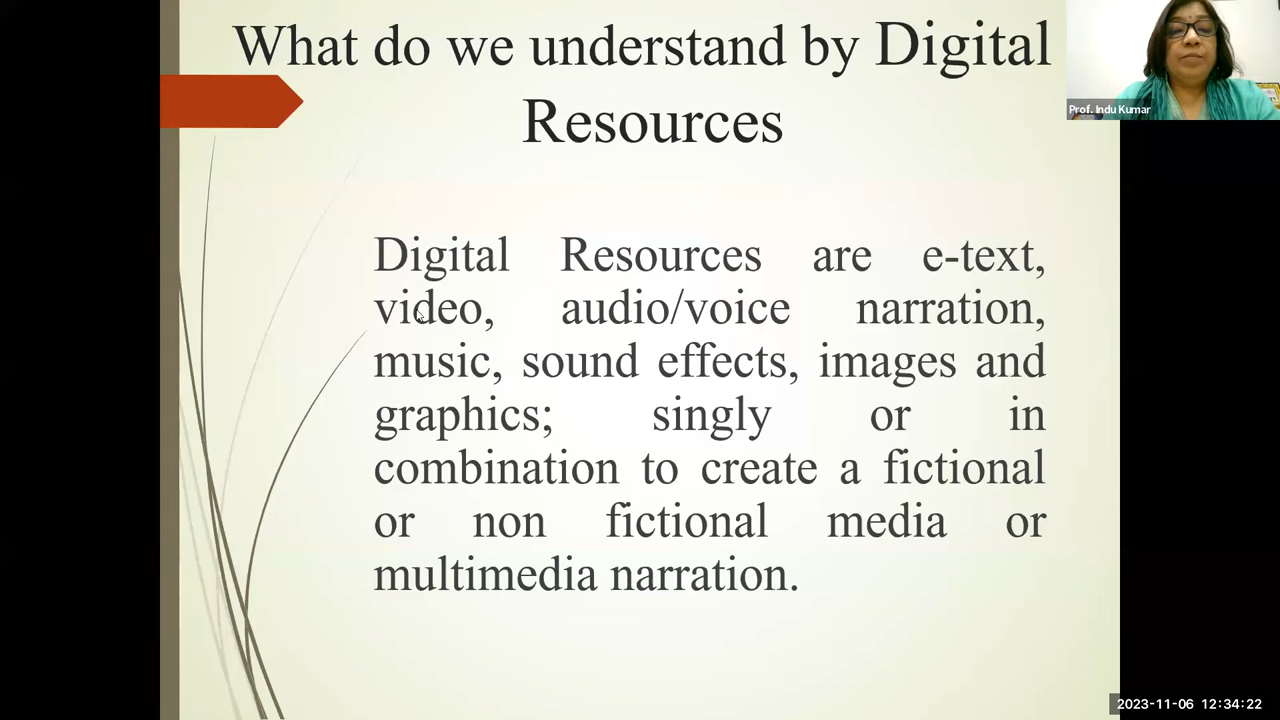 What do we understand by Digital
Resources
Prof. Indu Kumar
Digital Resources are e-text,
video, audio/voice narration,
music, sound effects, images and
graphics; singly or in
combination to create a fictional
or non fictional media or
multimedia narration.
2023-11-06 12:34:22